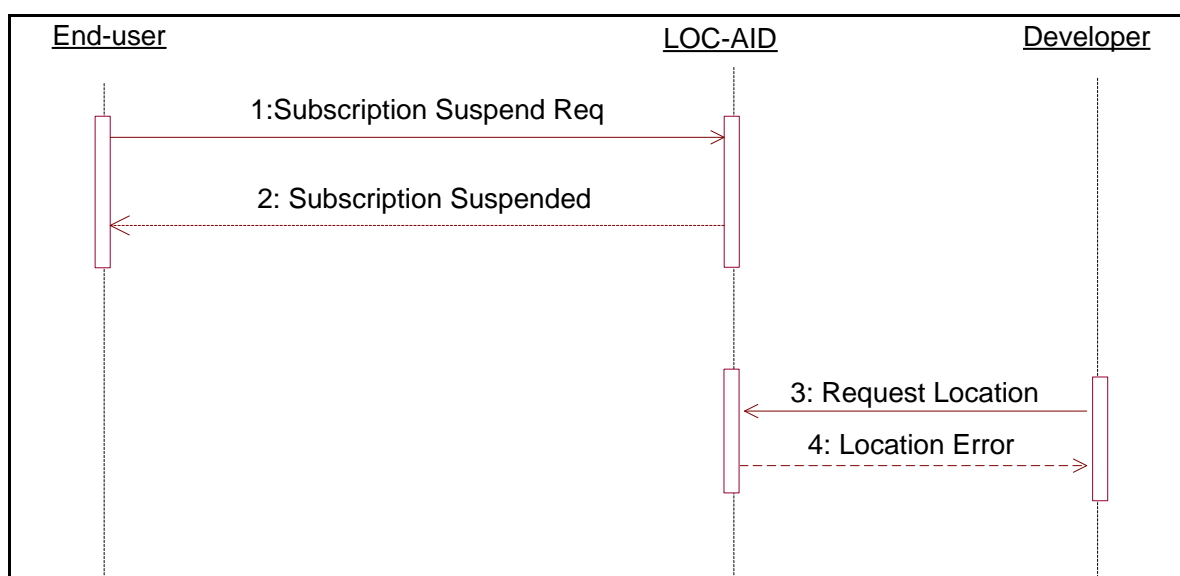 End-user
LOC-AID
Developer
1:Subscription Suspend Req
2: Subscription Suspended
3: Request Location
4: Location Error